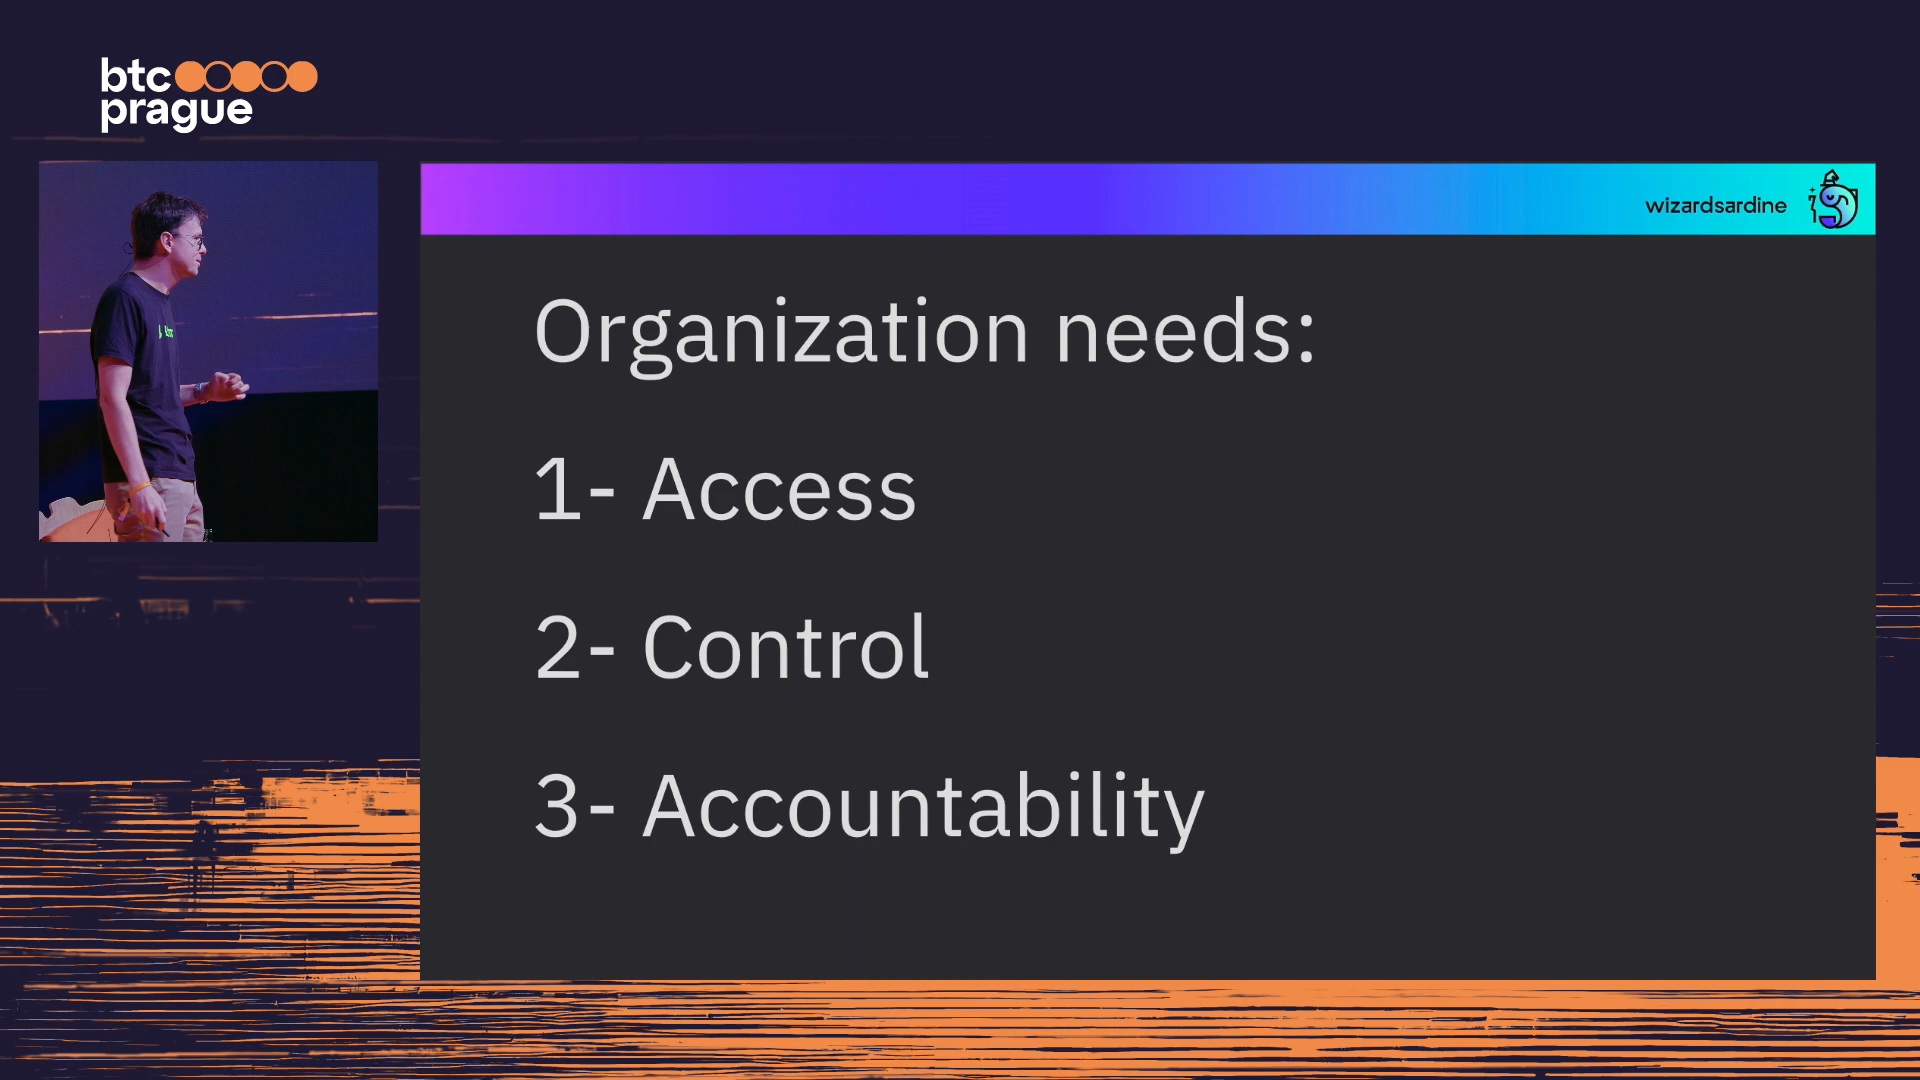 btc
prague
wizardsardine
Organization needs:
1- Access
2- Control
3- Accountability